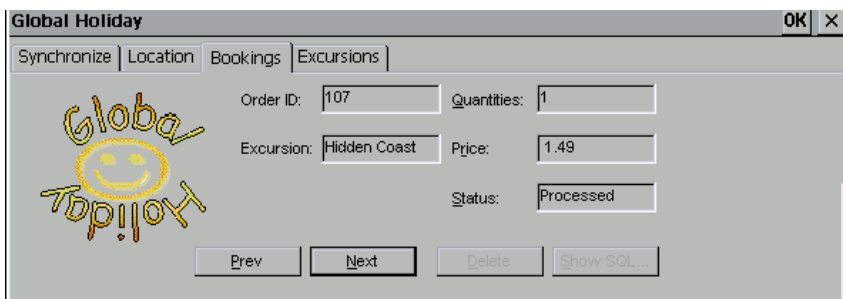 Global Holiday OK ×
Synchronize Location Bookings Excursions
Global
Holiday
Order ID: 107 Quantities: 1
Excursion: Hidden Coast Price: 1.49
Status: Processed
Prev Next Delete Show SQL...